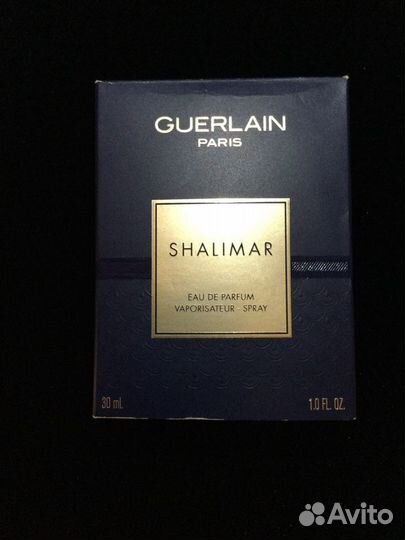 GUERLAIN
PARIS
SHALIMAR
EAU DE PARFUM
VAPORISATEUR - SPRAY
30 ml. 1.0 FL. OZ.
Avito